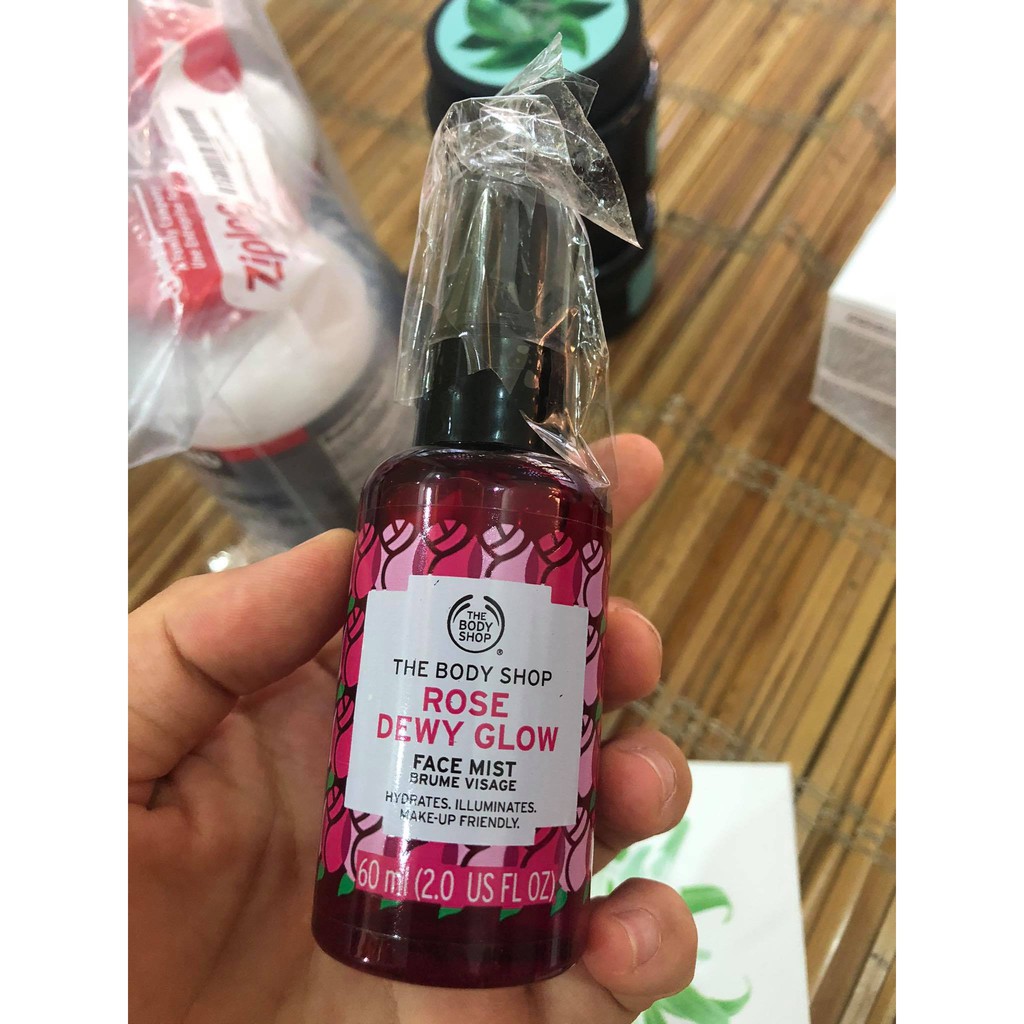 ziploc
THE
BODY
SHOP
®
THE BODY SHOP
ROSE
DEWY GLOW
FACE MIST
BRUME VISAGE
HYDRATES. ILLUMINATES.
MAKE-UP FRIENDLY.
60 ml (2.0 US FL OZ)